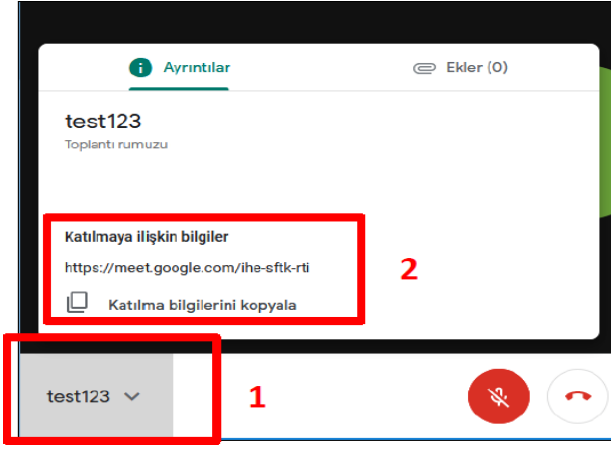 Ayrıntılar
Ekler (0)
test123
Toplantı rumuzu
Katılmaya ilişkin bilgiler
https://meet.google.com/ihe-sftk-rti
2
Katılma bilgilerini kopyala
test123
1